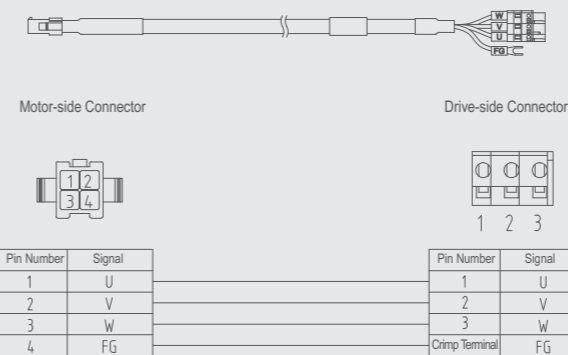 W
V
U
FG
Motor-side Connector Drive-side Connector
1 2
3 4
1 2 3
Pin Number Signal Pin Number Signal
1 U 1 U
2 V 2 V
3 W 3 W
4 FG Crimp Terminal FG